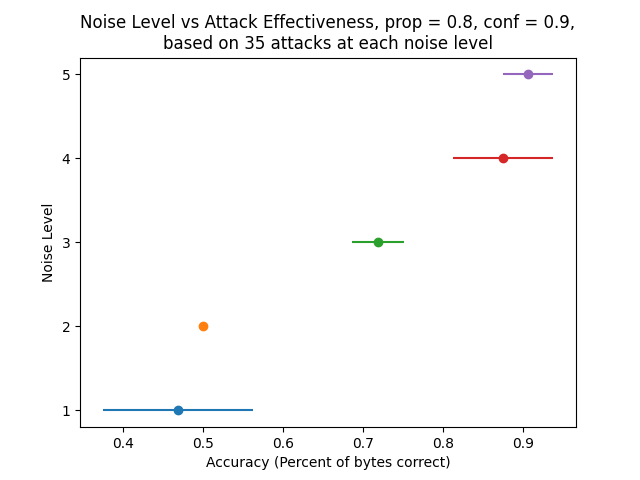 Noise Level vs Attack Effectiveness, prop = 0.8, conf = 0.9,
based on 35 attacks at each noise level
5
4
3
2
1
Noise Level
0.4 0.5 0.6 0.7 0.8 0.9
Accuracy (Percent of bytes correct)